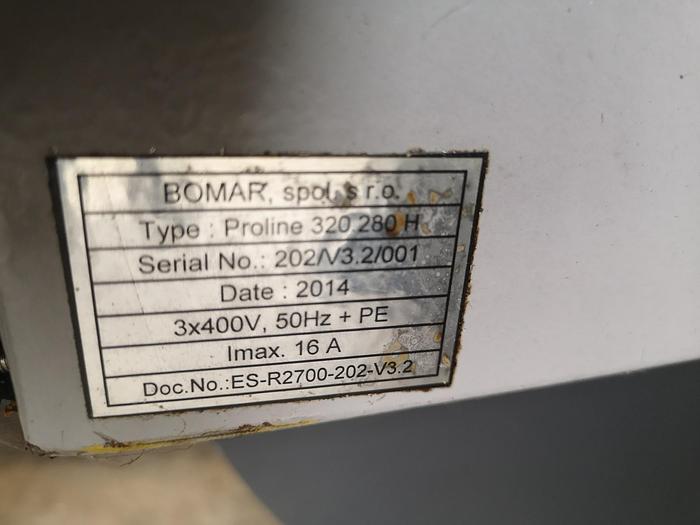 BOMAR, spol. s r.o.
Type : Proline 320 280 H
Serial No.: 202/V3.2/001
Date : 2014
3x400V, 50Hz + PE
Imax. 16 A
Doc.No.:ES-R2700-202-V3.2